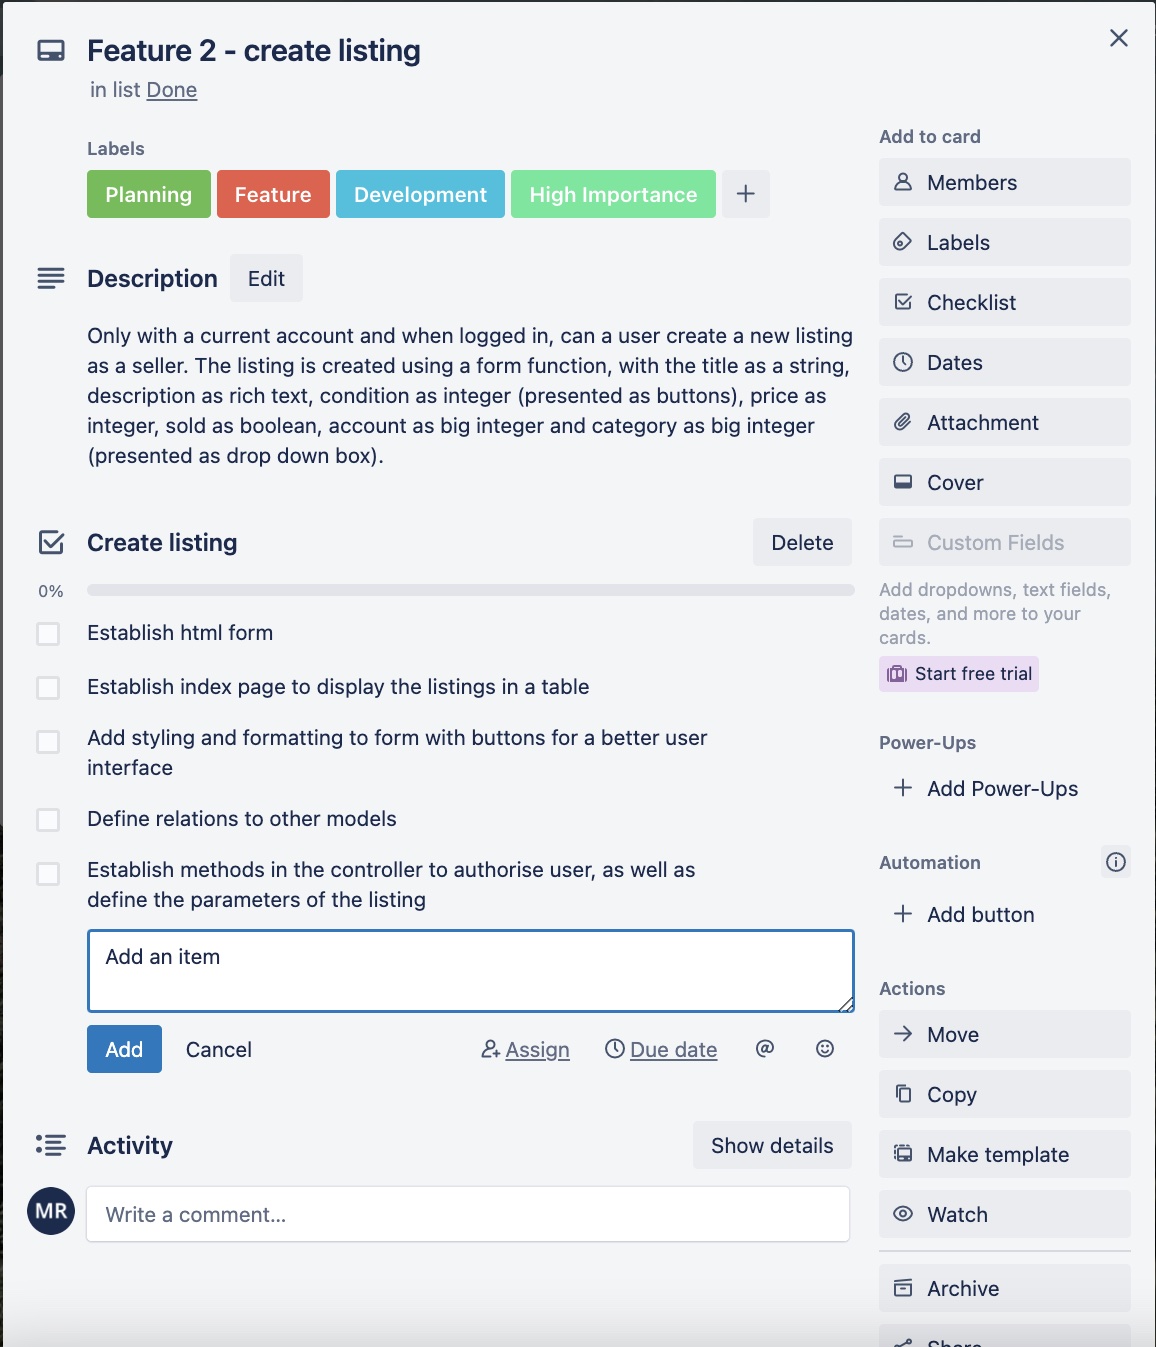 Feature 2 - create listing
in list Done
Labels
Planning Feature Development High Importance
Description Edit
Only with a current account and when logged in, can a user create a new listing
as a seller. The listing is created using a form function, with the title as a string,
description as rich text, condition as integer (presented as buttons), price as
integer, sold as boolean, account as big integer and category as big integer
(presented as drop down box).
Create listing Delete
0%
Establish html form
Establish index page to display the listings in a table
Add styling and formatting to form with buttons for a better user
interface
Define relations to other models
Establish methods in the controller to authorise user, as well as
define the parameters of the listing
Add an item
Add Cancel Assign Due date @
Activity Show details
MR Write a comment...
Add to card
Members
Labels
Checklist
Dates
Attachment
Cover
Custom Fields
Add dropdowns, text fields,
dates, and more to your
cards.
Start free trial
Power-Ups
Add Power-Ups
Automation
Add button
Actions
Move
Copy
Make template
Watch
Archive
Share